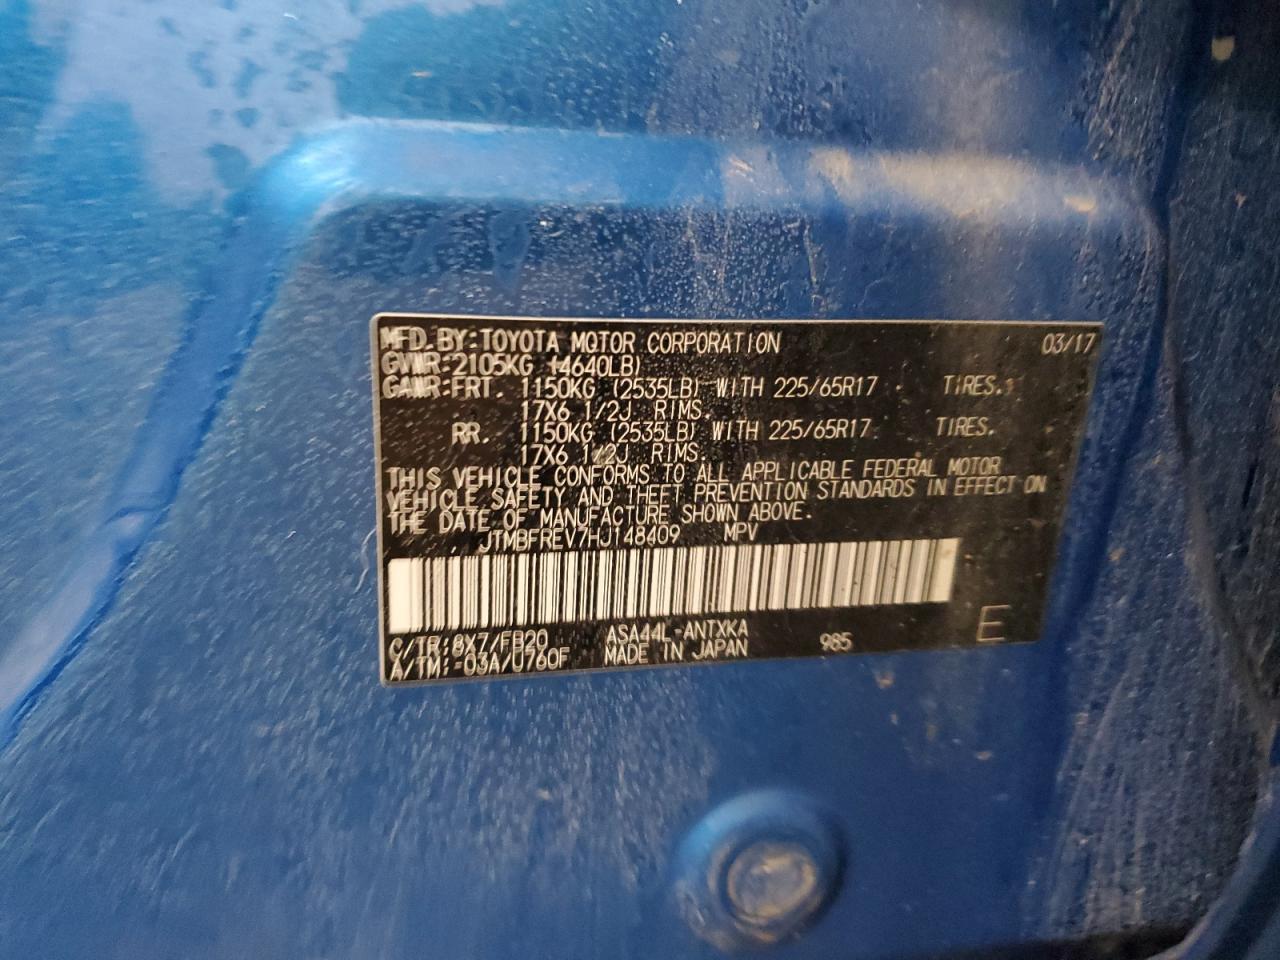 MFD. BY: TOYOTA MOTOR CORPORATION 03/17
GVWR: 2105KG (4640LB)
GAWR: FRT. 1150KG (2535LB) WITH 225/65R17 TIRES.
17X6 1/2J RIMS.
RR. 1150KG (2535LB) WITH 225/65R17 TIRES.
17X6 1/2J RIMS.
THIS VEHICLE CONFORMS TO ALL APPLICABLE FEDERAL MOTOR
VEHICLE SAFETY AND THEFT PREVENTION STANDARDS IN EFFECT ON
THE DATE OF MANUFACTURE SHOWN ABOVE.
JTMBFREV7HJ148409 MPV
C/TR: 8X7/FB20 ASA44L-ANTXKA 985 E
A/TM: -03A/U760F MADE IN JAPAN